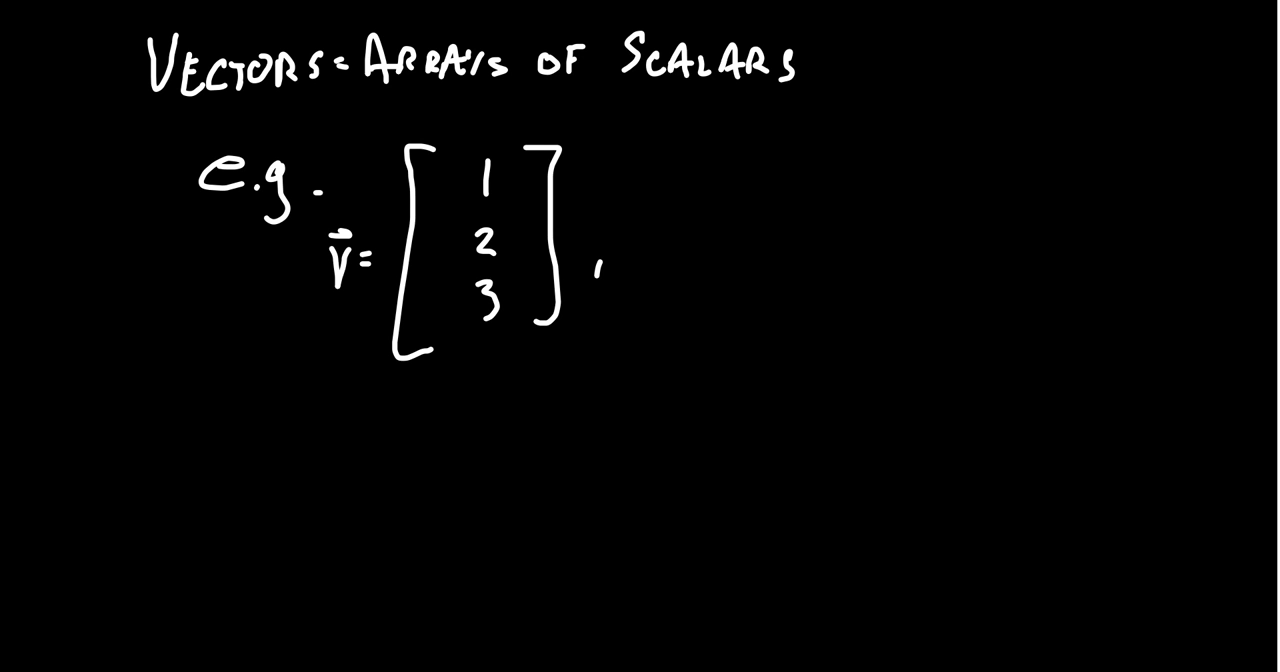 VECTORS = ARRAYS OF SCALARS
e.g.
v⃗ = [ 1
2
3 ] ,